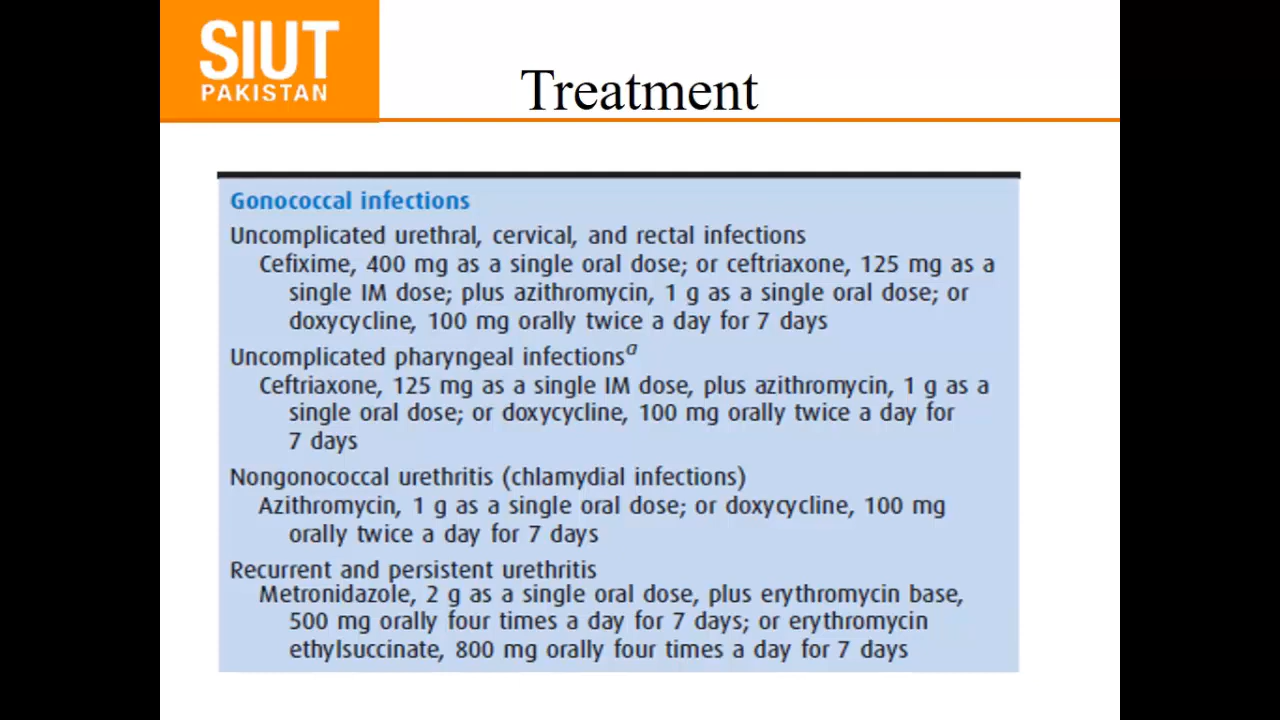 SIUT
PAKISTAN
Treatment
Gonococcal infections
Uncomplicated urethral, cervical, and rectal infections
Cefixime, 400 mg as a single oral dose; or ceftriaxone, 125 mg as a
single IM dose; plus azithromycin, 1 g as a single oral dose; or
doxycycline, 100 mg orally twice a day for 7 days
Uncomplicated pharyngeal infectionsᵃ
Ceftriaxone, 125 mg as a single IM dose, plus azithromycin, 1 g as a
single oral dose; or doxycycline, 100 mg orally twice a day for
7 days
Nongonococcal urethritis (chlamydial infections)
Azithromycin, 1 g as a single oral dose; or doxycycline, 100 mg
orally twice a day for 7 days
Recurrent and persistent urethritis
Metronidazole, 2 g as a single oral dose, plus erythromycin base,
500 mg orally four times a day for 7 days; or erythromycin
ethylsuccinate, 800 mg orally four times a day for 7 days